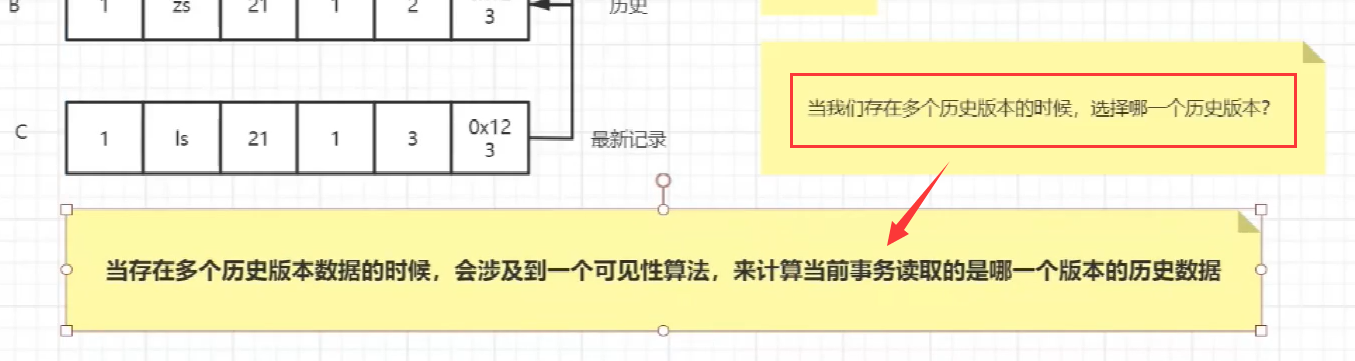 B
1 zs 21 1 2
3
历史
当我们存在多个历史版本的时候，选择哪一个历史版本？
C
1 ls 21 1 3 0x12
3
最新记录
当存在多个历史版本数据的时候，会涉及到一个可见性算法，来计算当前事务读取的是哪一个版本的历史数据